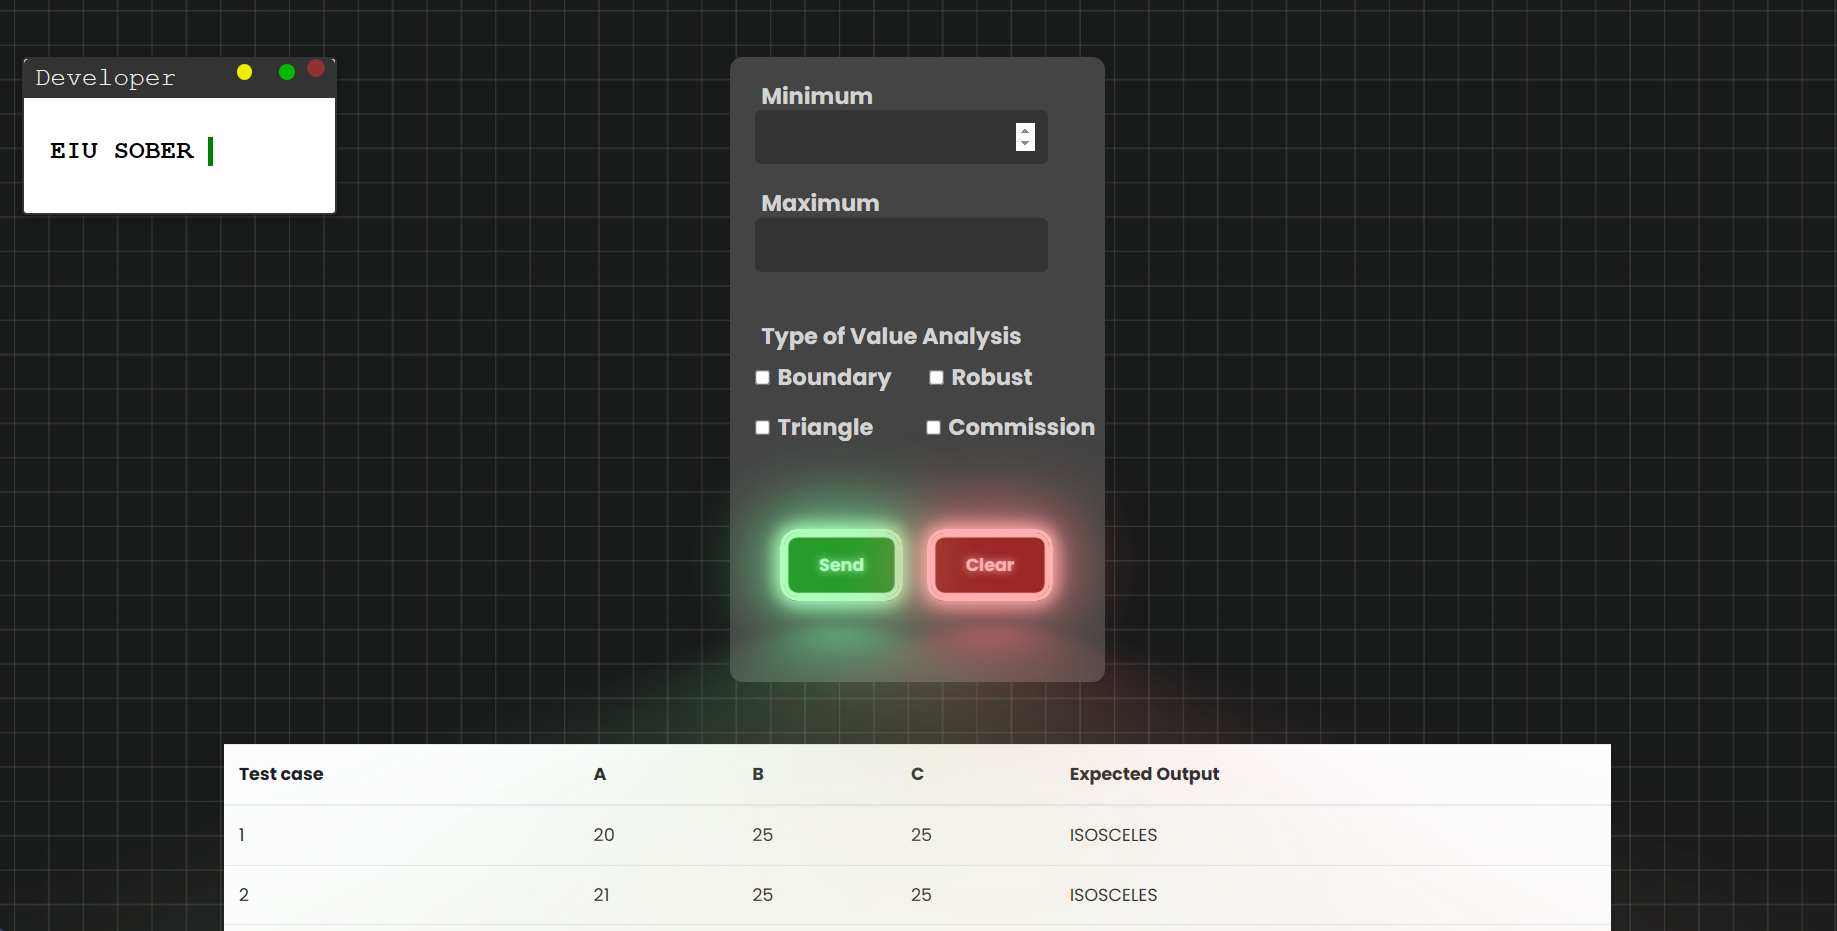 Developer
EIU SOBER
Minimum
Maximum
Type of Value Analysis
Boundary Robust
Triangle Commission
Send Clear
Test case A B C Expected Output
1 20 25 25 ISOSCELES
2 21 25 25 ISOSCELES